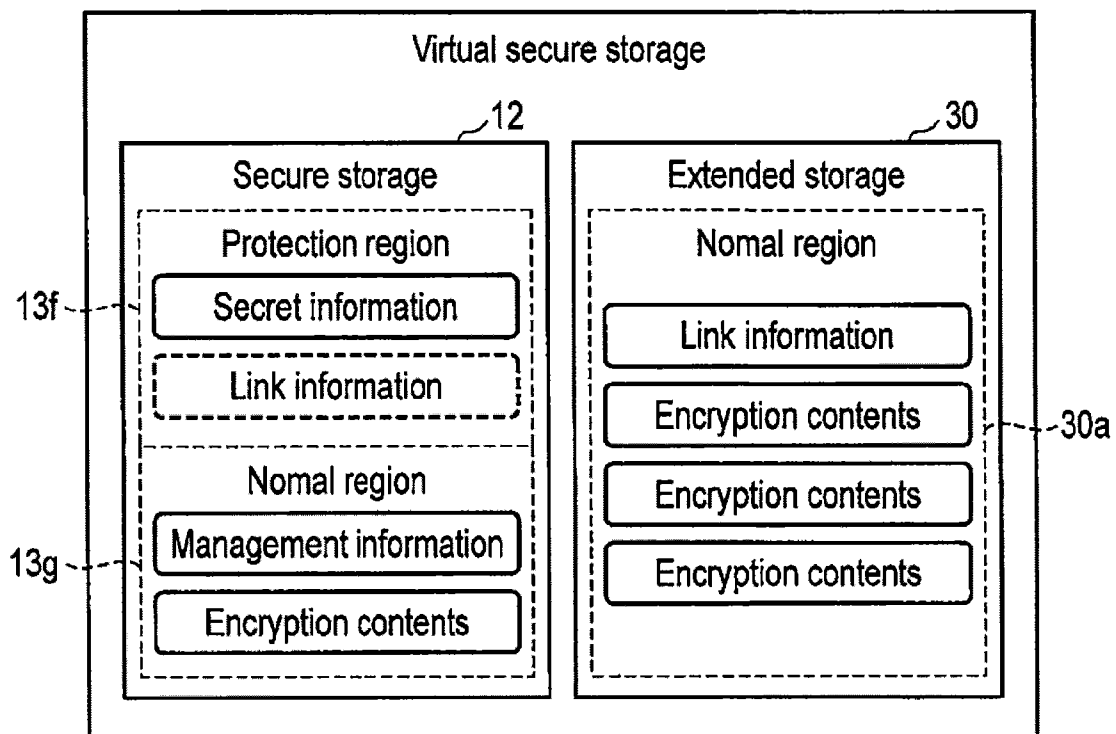 Virtual secure storage
12
30
Secure storage
Protection region
13f
Secret information
Link information
Nomal region
13g
Management information
Encryption contents
Extended storage
Nomal region
Link information
Encryption contents
30a
Encryption contents
Encryption contents